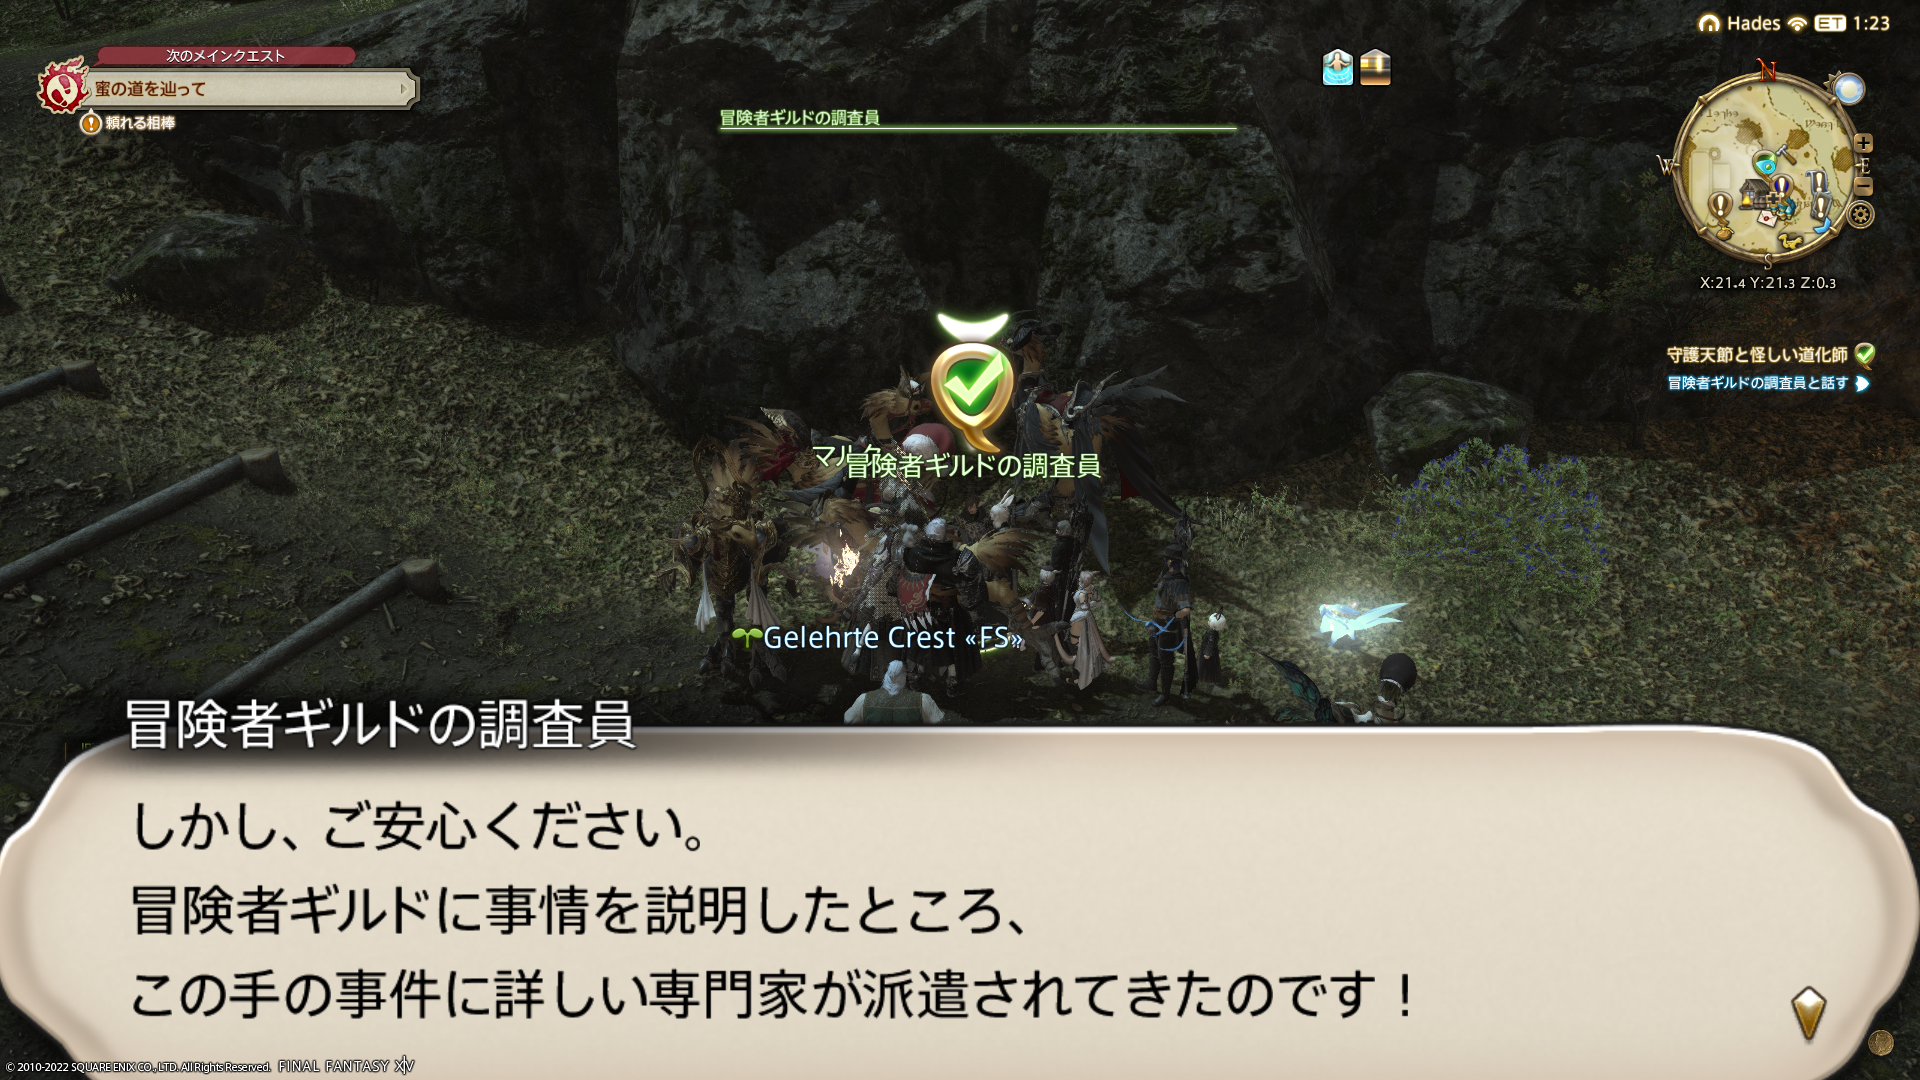 Hades ET 1:23
次のメインクエスト
蜜の道を辿って
頼れる相棒
冒険者ギルドの調査員
N
W
E
S
X:21.4 Y:21.3 Z:0.3
守護天節と怪しい道化師
冒険者ギルドの調査員と話す
冒険者ギルドの調査員
Gelehrte Crest «FS»
冒険者ギルドの調査員
しかし、ご安心ください。
冒険者ギルドに事情を説明したところ、
この手の事件に詳しい専門家が派遣されてきたのです！
© 2010-2022 SQUARE ENIX CO., LTD. All Rights Reserved. FINAL FANTASY XIV